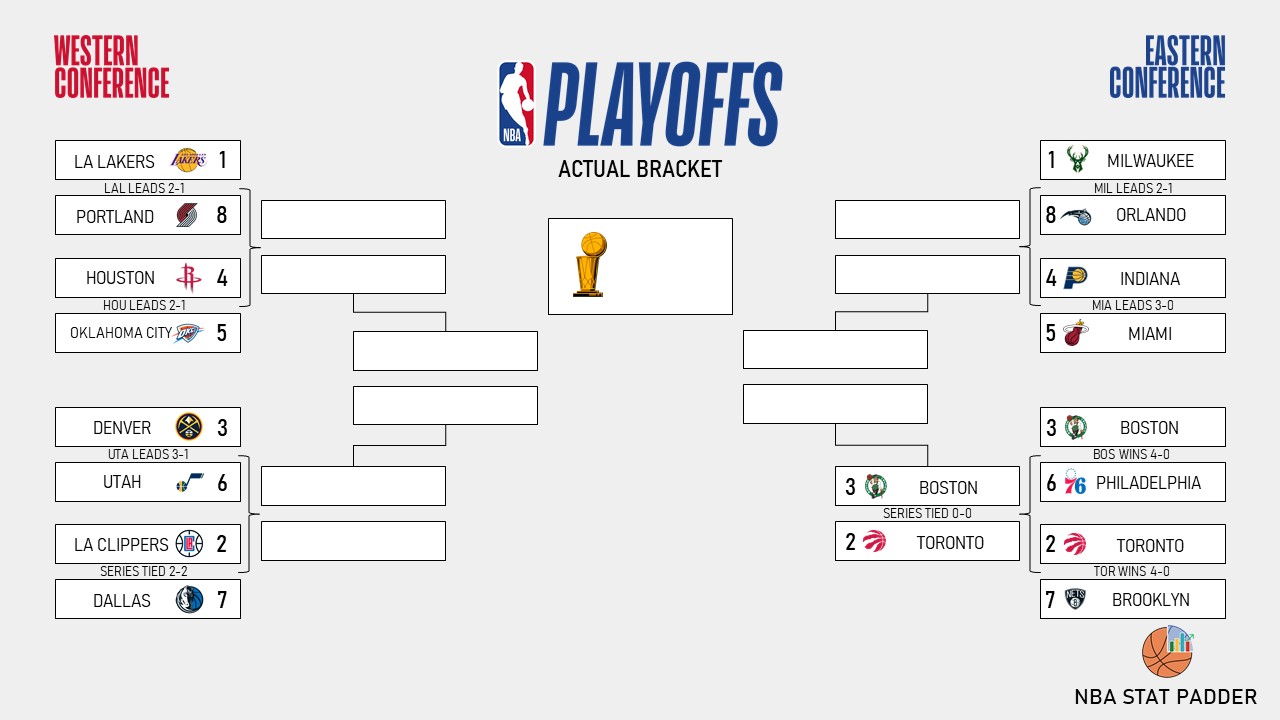 WESTERN
CONFERENCE
EASTERN
CONFERENCE
NBA
PLAYOFFS
ACTUAL BRACKET
LA LAKERS LAKERS 1
LAL LEADS 2-1
PORTLAND 8
HOUSTON R 4
HOU LEADS 2-1
OKLAHOMA CITY OKC 5
DENVER 3
UTA LEADS 3-1
UTAH 6
LA CLIPPERS 2
SERIES TIED 2-2
DALLAS 7
1 MILWAUKEE
MIL LEADS 2-1
8 ORLANDO
4 INDIANA
MIA LEADS 3-0
5 MIAMI
3 BOSTON
BOS WINS 4-0
6 76 PHILADELPHIA
2 TORONTO
TOR WINS 4-0
7 NETS B BROOKLYN
3 BOSTON
SERIES TIED 0-0
2 TORONTO
NBA STAT PADDER